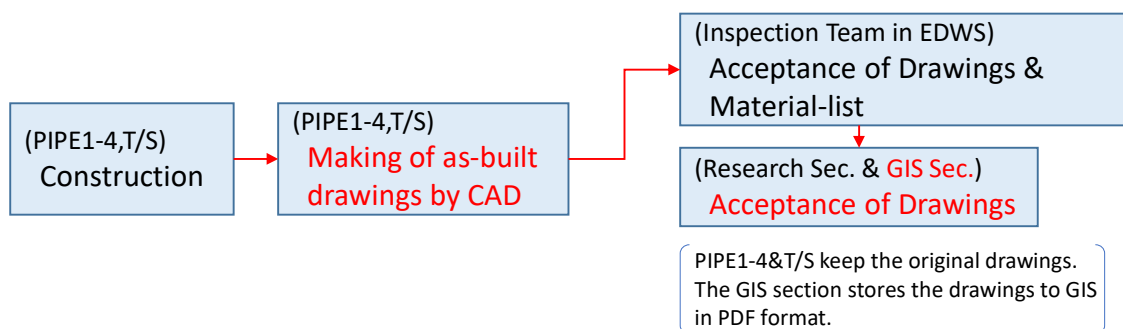 (PIPE1-4,T/S)
Construction
(PIPE1-4,T/S)
Making of as-built
drawings by CAD
(Inspection Team in EDWS)
Acceptance of Drawings &
Material-list
(Research Sec. & GIS Sec.)
Acceptance of Drawings
PIPE1-4&T/S keep the original drawings.
The GIS section stores the drawings to GIS
in PDF format.